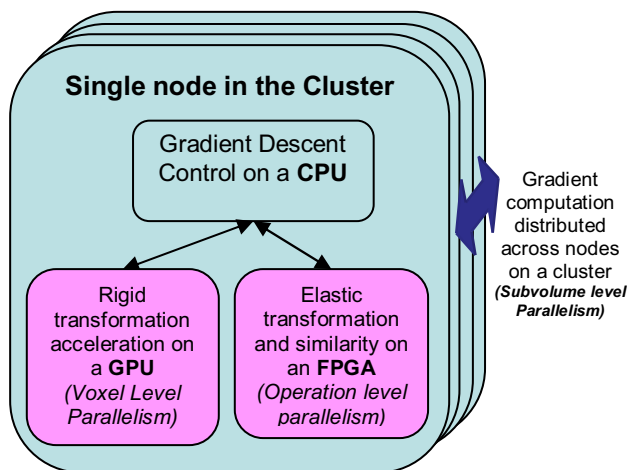 Single node in the Cluster
Gradient Descent
Control on a CPU
Rigid
transformation
acceleration on
a GPU
(Voxel Level
Parallelism)
Elastic
transformation
and similarity on
an FPGA
(Operation level
parallelism)
Gradient
computation
distributed
across nodes
on a cluster
(Subvolume level
Parallelism)